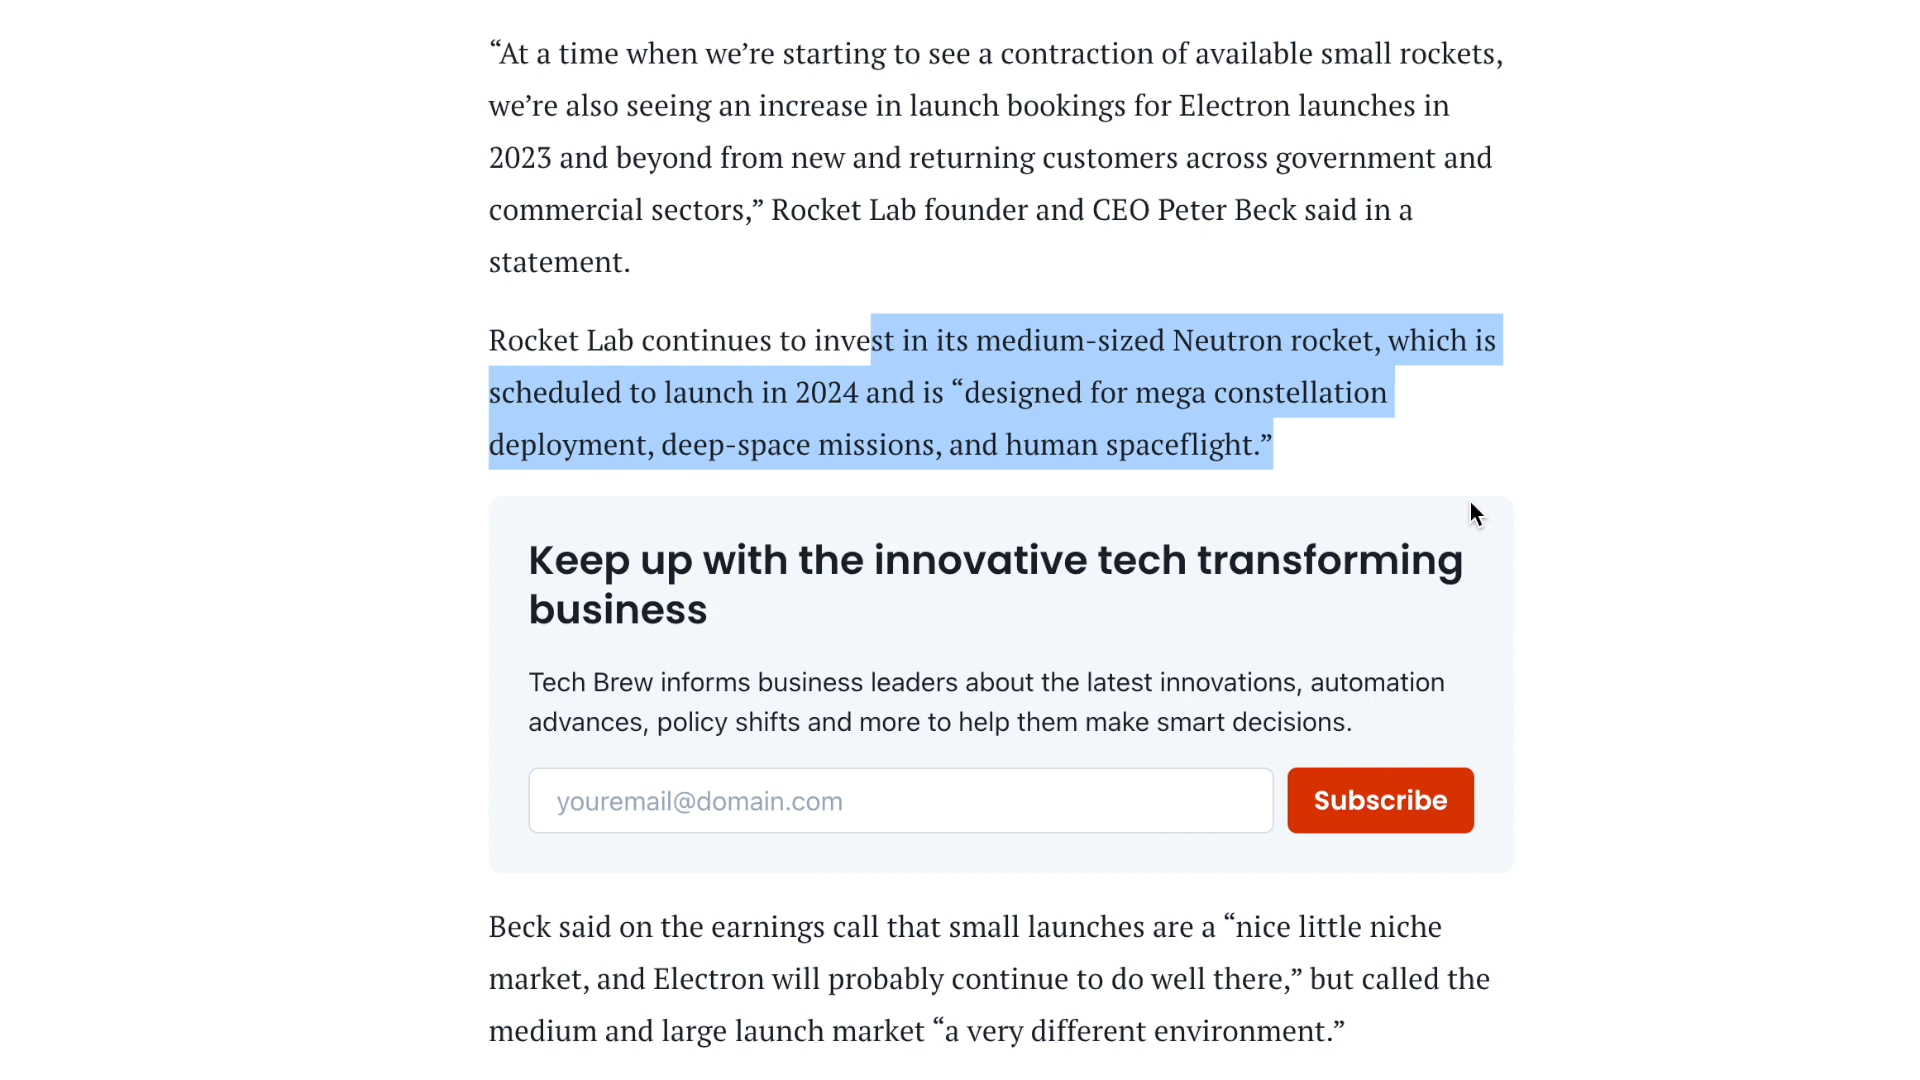 “At a time when we’re starting to see a contraction of available small rockets,
we’re also seeing an increase in launch bookings for Electron launches in
2023 and beyond from new and returning customers across government and
commercial sectors,” Rocket Lab founder and CEO Peter Beck said in a
statement.
Rocket Lab continues to invest in its medium-sized Neutron rocket, which is
scheduled to launch in 2024 and is “designed for mega constellation
deployment, deep-space missions, and human spaceflight.”
Keep up with the innovative tech transforming
business
Tech Brew informs business leaders about the latest innovations, automation
advances, policy shifts and more to help them make smart decisions.
youremail@domain.com
Subscribe
Beck said on the earnings call that small launches are a “nice little niche
market, and Electron will probably continue to do well there,” but called the
medium and large launch market “a very different environment.”